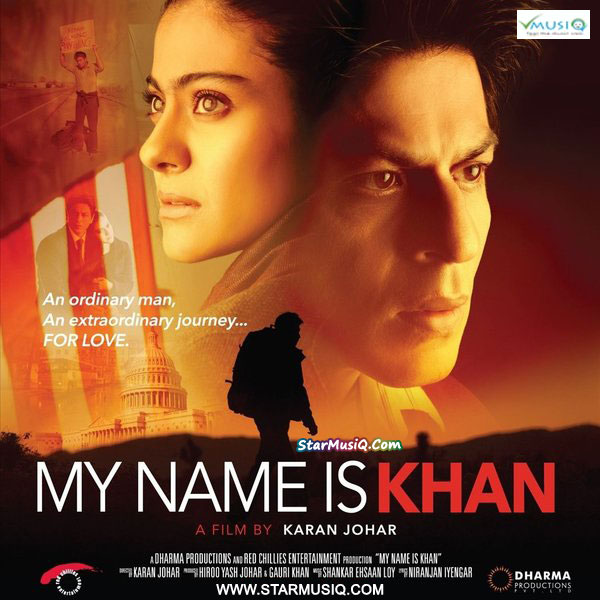 VMUSIQ
An ordinary man,
An extraordinary journey...
FOR LOVE.
StarMusiQ.Com
MY NAME IS KHAN
A FILM BY KARAN JOHAR
A DHARMA PRODUCTIONS AND RED CHILLIES ENTERTAINMENT PRODUCTION "MY NAME IS KHAN"
KARAN JOHAR HIROO YASH JOHAR & GAURI KHAN SHANKAR EHSAAN LOY NIRANJAN IYENGAR
WWW.STARMUSIQ.COM
DHARMA
PRODUCTIONS
PVT LTD